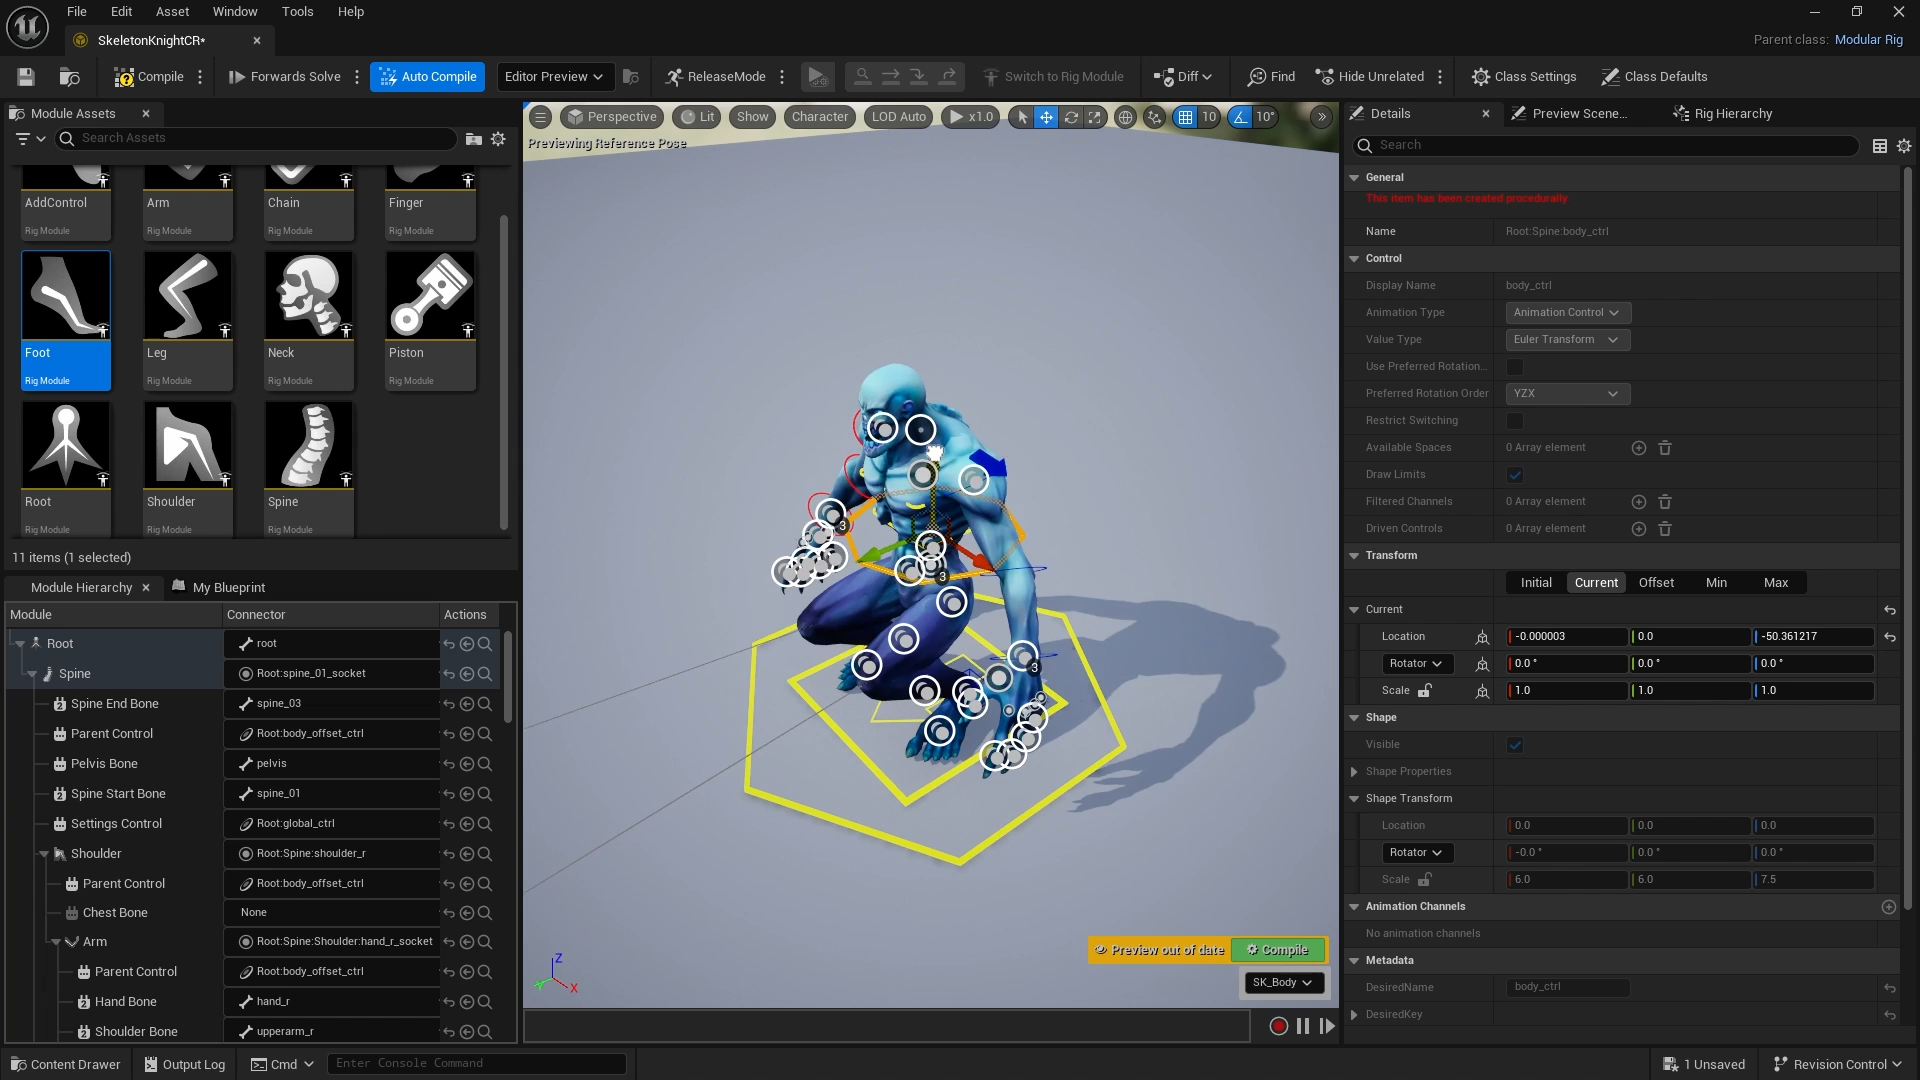 File Edit Asset Window Tools Help
SkeletonKnightCR*
Parent class: Modular Rig
Compile Forwards Solve Auto Compile Editor Preview ReleaseMode Switch to Rig Module Diff Find Hide Unrelated Class Settings Class Defaults
Module Assets
Search Assets
AddControl Arm Chain Finger
Rig Module Rig Module Rig Module Rig Module
Foot Leg Neck Piston
Rig Module Rig Module Rig Module Rig Module
Root Shoulder Spine
Rig Module Rig Module Rig Module
11 items (1 selected)
Module Hierarchy My Blueprint
Module Connector Actions
Root root
Spine Root:spine_01_socket
Spine End Bone spine_03
Parent Control Root:body_offset_ctrl
Pelvis Bone pelvis
Spine Start Bone spine_01
Settings Control Root:global_ctrl
Shoulder Root:Spine:shoulder_r
Parent Control Root:body_offset_ctrl
Chest Bone None
Arm Root:Spine:Shoulder:hand_r_socket
Parent Control Root:body_offset_ctrl
Hand Bone hand_r
Shoulder Bone upperarm_r
Perspective Lit Show Character LOD Auto x1.0 10 10°
Previewing Reference Pose
3
3
3
Preview out of date Compile
SK_Body
Z
Y
X
Details Preview Scene... Rig Hierarchy
Search
General
This item has been created procedurally
Name Root:Spine:body_ctrl
Control
Display Name body_ctrl
Animation Type Animation Control
Value Type Euler Transform
Use Preferred Rotation...
Preferred Rotation Order YZX
Restrict Switching
Available Spaces 0 Array element
Draw Limits
Filtered Channels 0 Array element
Driven Controls 0 Array element
Transform
Initial Current Offset Min Max
Current
Location -0.000003 0.0 -50.361217
Rotator 0.0 ° 0.0 ° 0.0 °
Scale 1.0 1.0 1.0
Shape
Visible
Shape Properties
Shape Transform
Location 0.0 0.0 0.0
Rotator -0.0 ° 0.0 ° 0.0 °
Scale 6.0 6.0 7.5
Animation Channels
No animation channels
Metadata
DesiredName body_ctrl
DesiredKey
Content Drawer Output Log Cmd Enter Console Command 1 Unsaved Revision Control